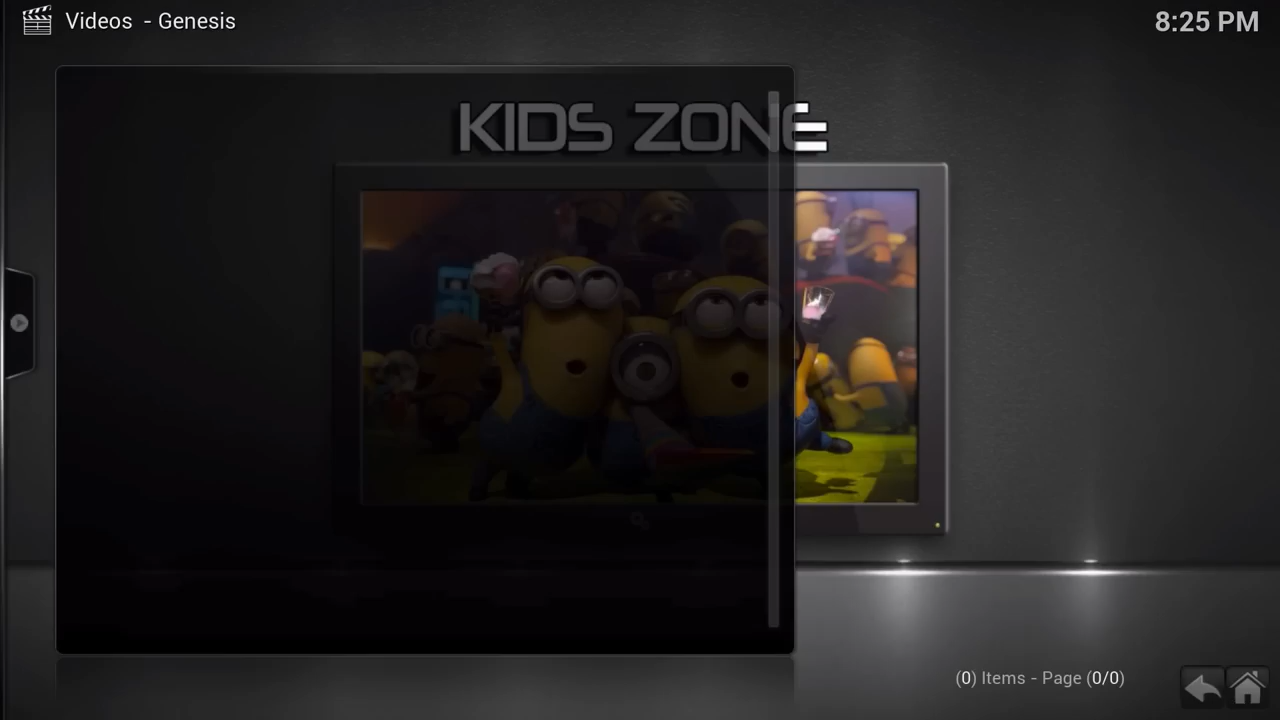 Videos - Genesis
8:25 PM
KIDS ZONE
(0) Items - Page (0/0)